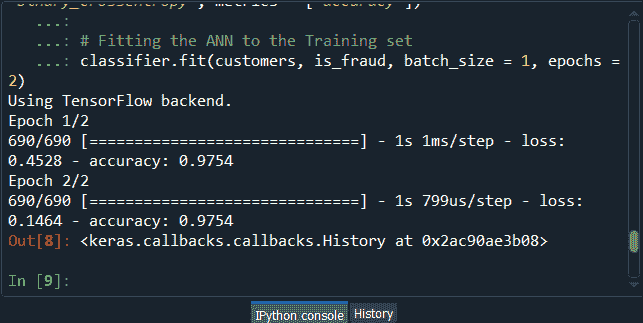 binary_crossentropy', metrics = ['accuracy'])
...:
...: # Fitting the ANN to the Training set
...: classifier.fit(customers, is_fraud, batch_size = 1, epochs =
2)
Using TensorFlow backend.
Epoch 1/2
690/690 [==============================] - 1s 1ms/step - loss:
0.4528 - accuracy: 0.9754
Epoch 2/2
690/690 [==============================] - 1s 799us/step - loss:
0.1464 - accuracy: 0.9754
Out[8]: <keras.callbacks.callbacks.History at 0x2ac90ae3b08>
In [9]:
IPython console History